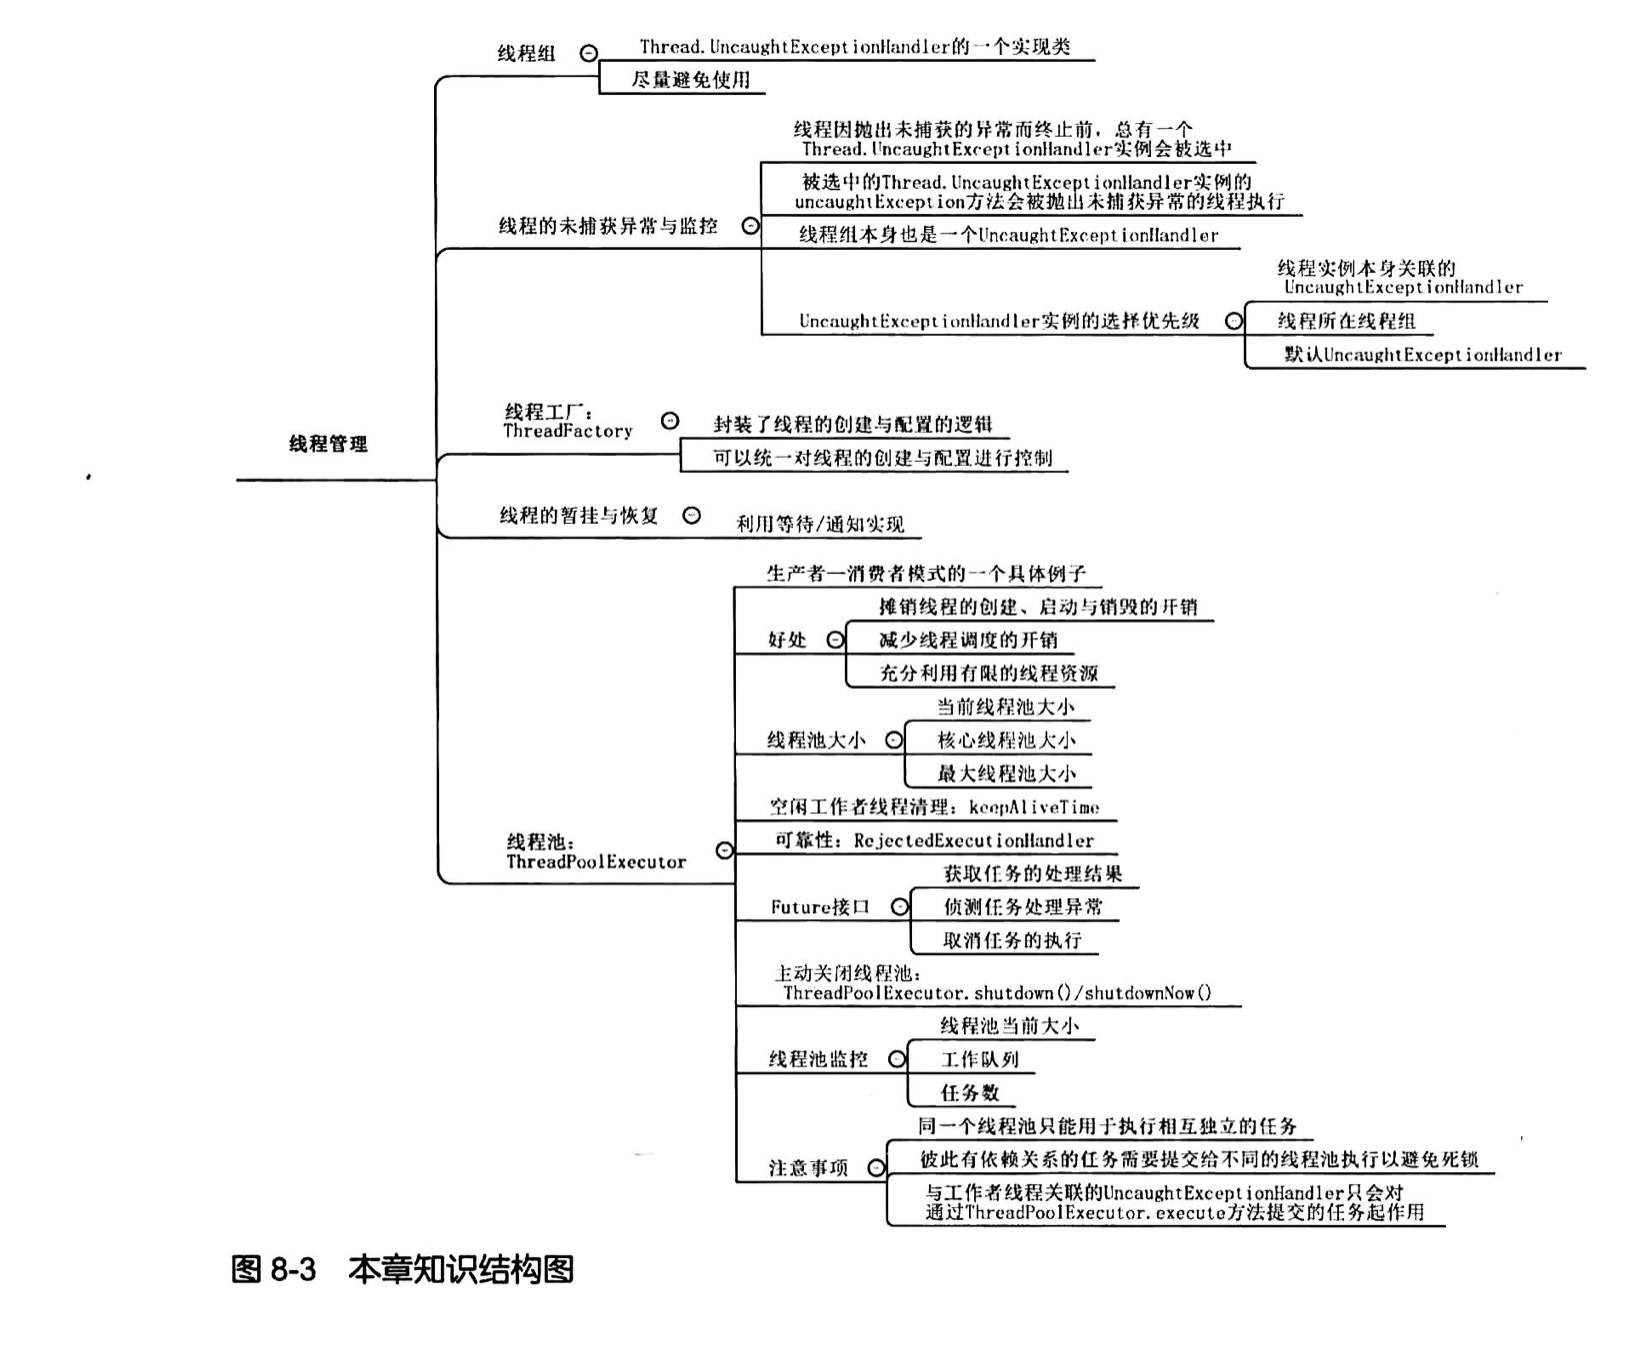 线程组
Thread.UncaughtExceptionHandler的一个实现类
尽量避免使用
线程的未捕获异常与监控
线程因抛出未捕获的异常而终止前，总有一个
Thread.UncaughtExceptionHandler实例会被选中
被选中的Thread.UncaughtExceptionHandler实例的
uncaughtException方法会被抛出未捕获异常的线程执行
线程组本身也是一个UncaughtExceptionHandler
UncaughtExceptionHandler实例的选择优先级
线程实例本身关联的
UncaughtExceptionHandler
线程所在线程组
默认UncaughtExceptionHandler
线程管理
线程工厂：
ThreadFactory
封装了线程的创建与配置的逻辑
可以统一对线程的创建与配置进行控制
线程的暂挂与恢复
利用等待/通知实现
线程池：
ThreadPoolExecutor
生产者—消费者模式的一个具体例子
好处
摊销线程的创建、启动与销毁的开销
减少线程调度的开销
充分利用有限的线程资源
线程池大小
当前线程池大小
核心线程池大小
最大线程池大小
空闲工作者线程清理：keepAliveTime
可靠性：RejectedExecutionHandler
Future接口
获取任务的处理结果
侦测任务处理异常
取消任务的执行
主动关闭线程池：
ThreadPoolExecutor.shutdown()/shutdownNow()
线程池监控
线程池当前大小
工作队列
任务数
注意事项
同一个线程池只能用于执行相互独立的任务
彼此有依赖关系的任务需要提交给不同的线程池执行以避免死锁
与工作者线程关联的UncaughtExceptionHandler只会对
通过ThreadPoolExecutor.execute方法提交的任务起作用
图 8-3 本章知识结构图